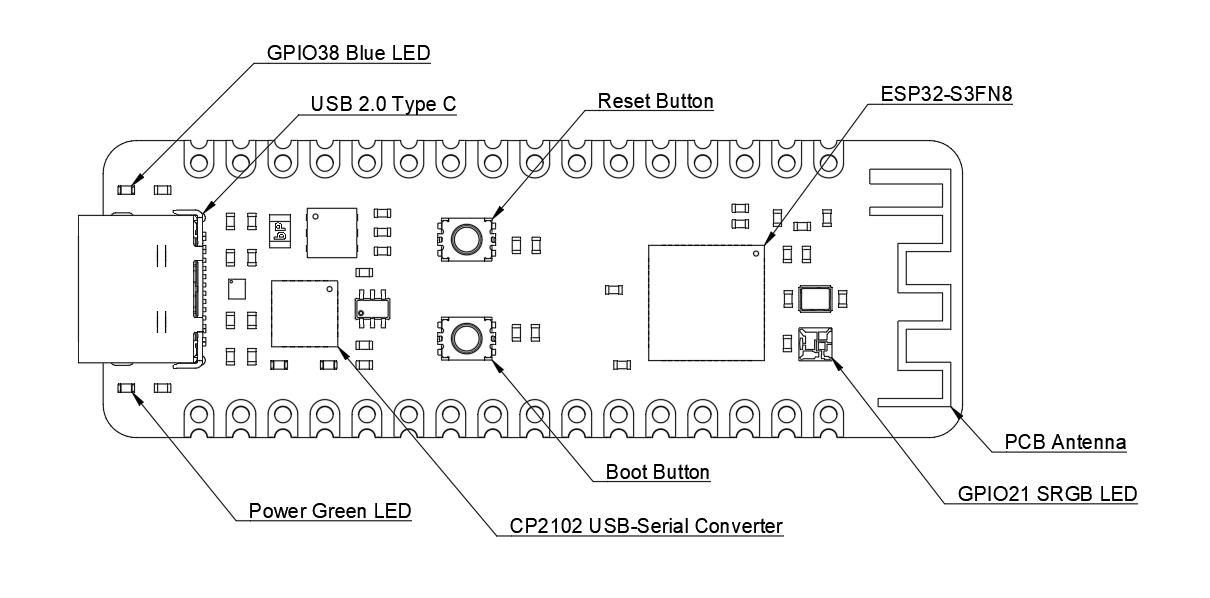 GPIO38 Blue LED
USB 2.0 Type C
Reset Button
ESP32-S3FN8
PCB Antenna
Boot Button
GPIO21 SRGB LED
Power Green LED
CP2102 USB-Serial Converter